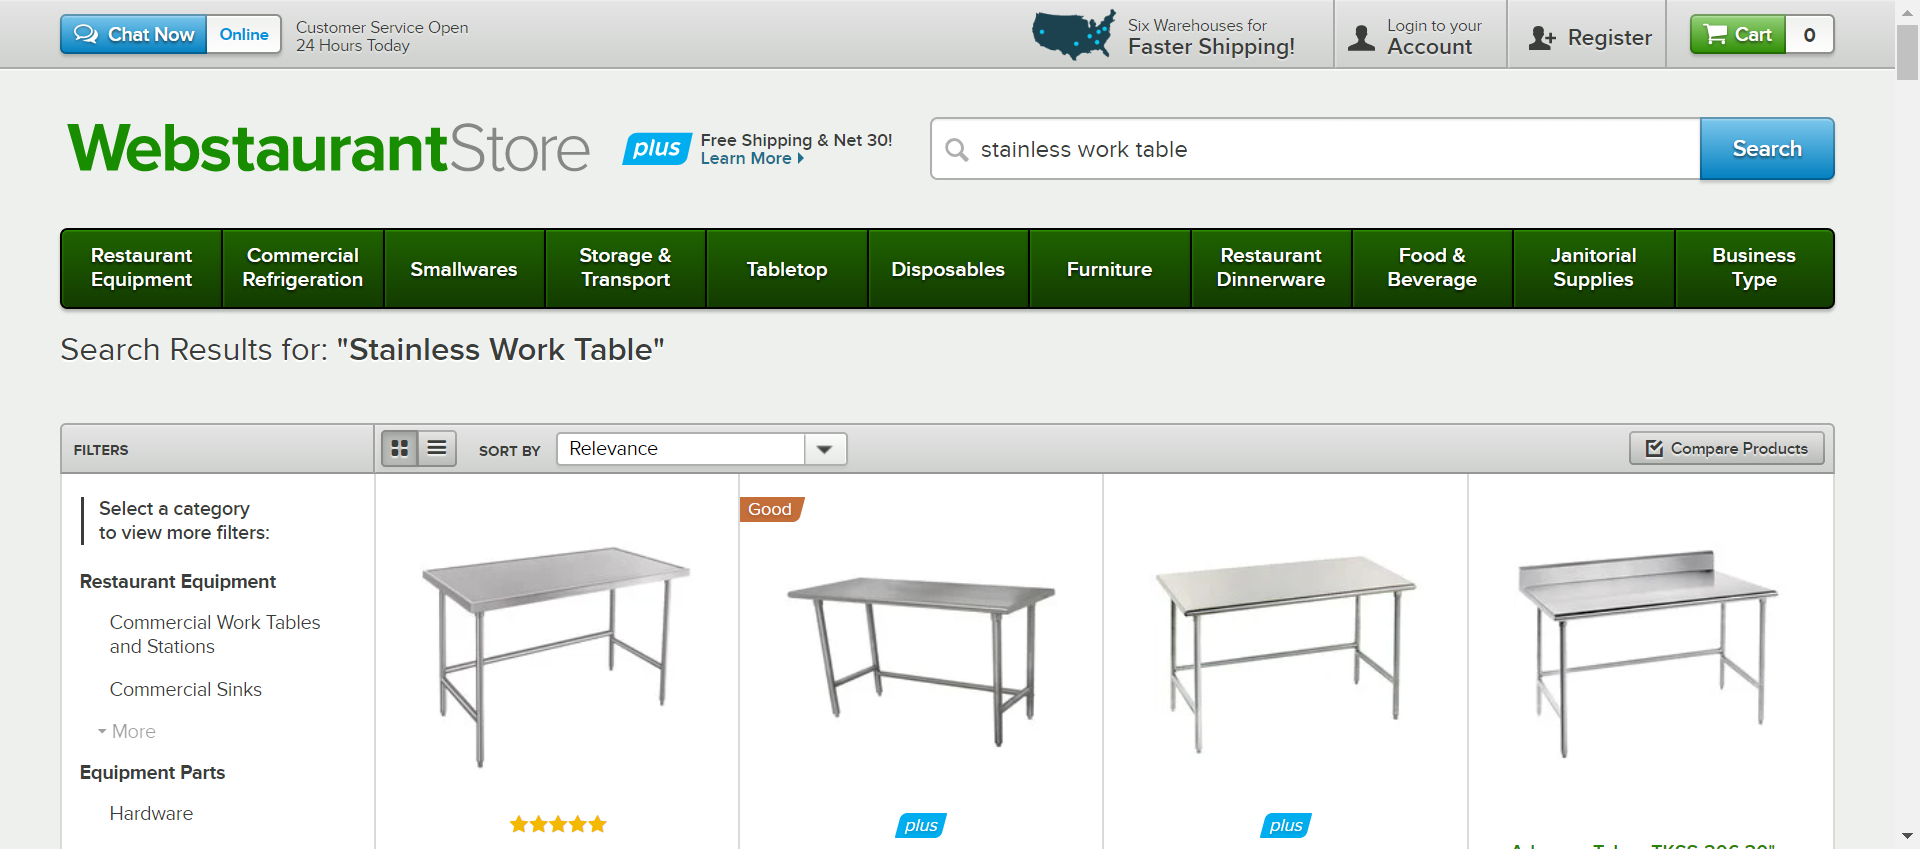 Chat Now
Online
Customer Service Open
24 Hours Today
Six Warehouses for
Faster Shipping!
Login to your
Account
Register
Cart
0
WebstaurantStore
plus
Free Shipping & Net 30!
Learn More
stainless work table
Search
Restaurant
Equipment
Commercial
Refrigeration
Smallwares
Storage &
Transport
Tabletop
Disposables
Furniture
Restaurant
Dinnerware
Food &
Beverage
Janitorial
Supplies
Business
Type
Search Results for: "Stainless Work Table"
FILTERS
SORT BY
Relevance
Compare Products
Select a category
to view more filters:
Restaurant Equipment
Commercial Work Tables
and Stations
Commercial Sinks
More
Equipment Parts
Hardware
Good
plus
plus